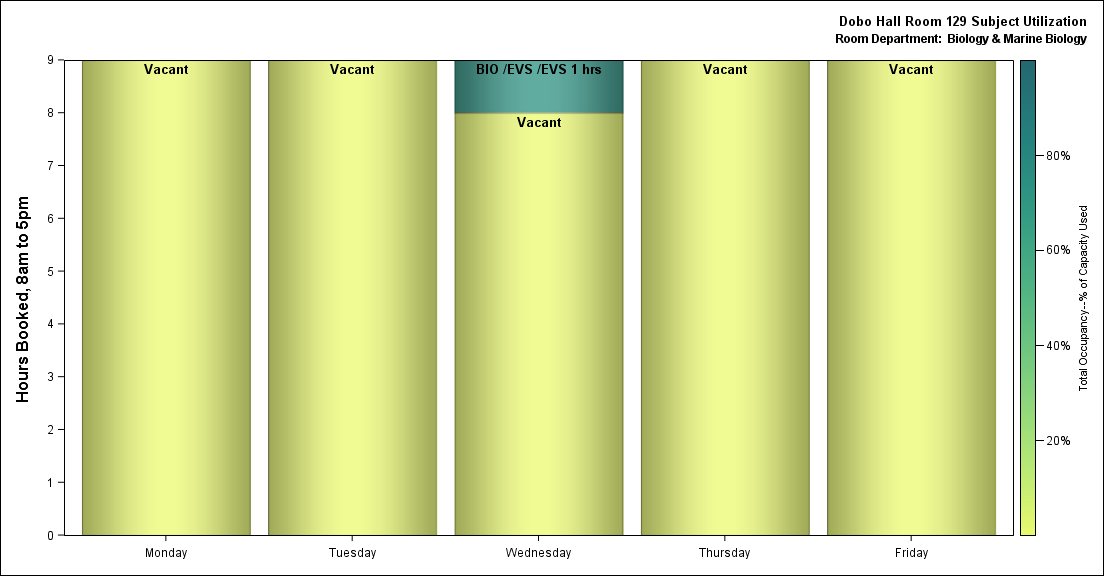 Dobo Hall Room 129 Subject Utilization
Room Department: Biology & Marine Biology
Hours Booked, 8am to 5pm
9
8
7
6
5
4
3
2
1
0
Vacant
Vacant
BIO /EVS /EVS 1 hrs
Vacant
Vacant
Vacant
Monday
Tuesday
Wednesday
Thursday
Friday
80%
60%
40%
20%
Total Occupancy--% of Capacity Used